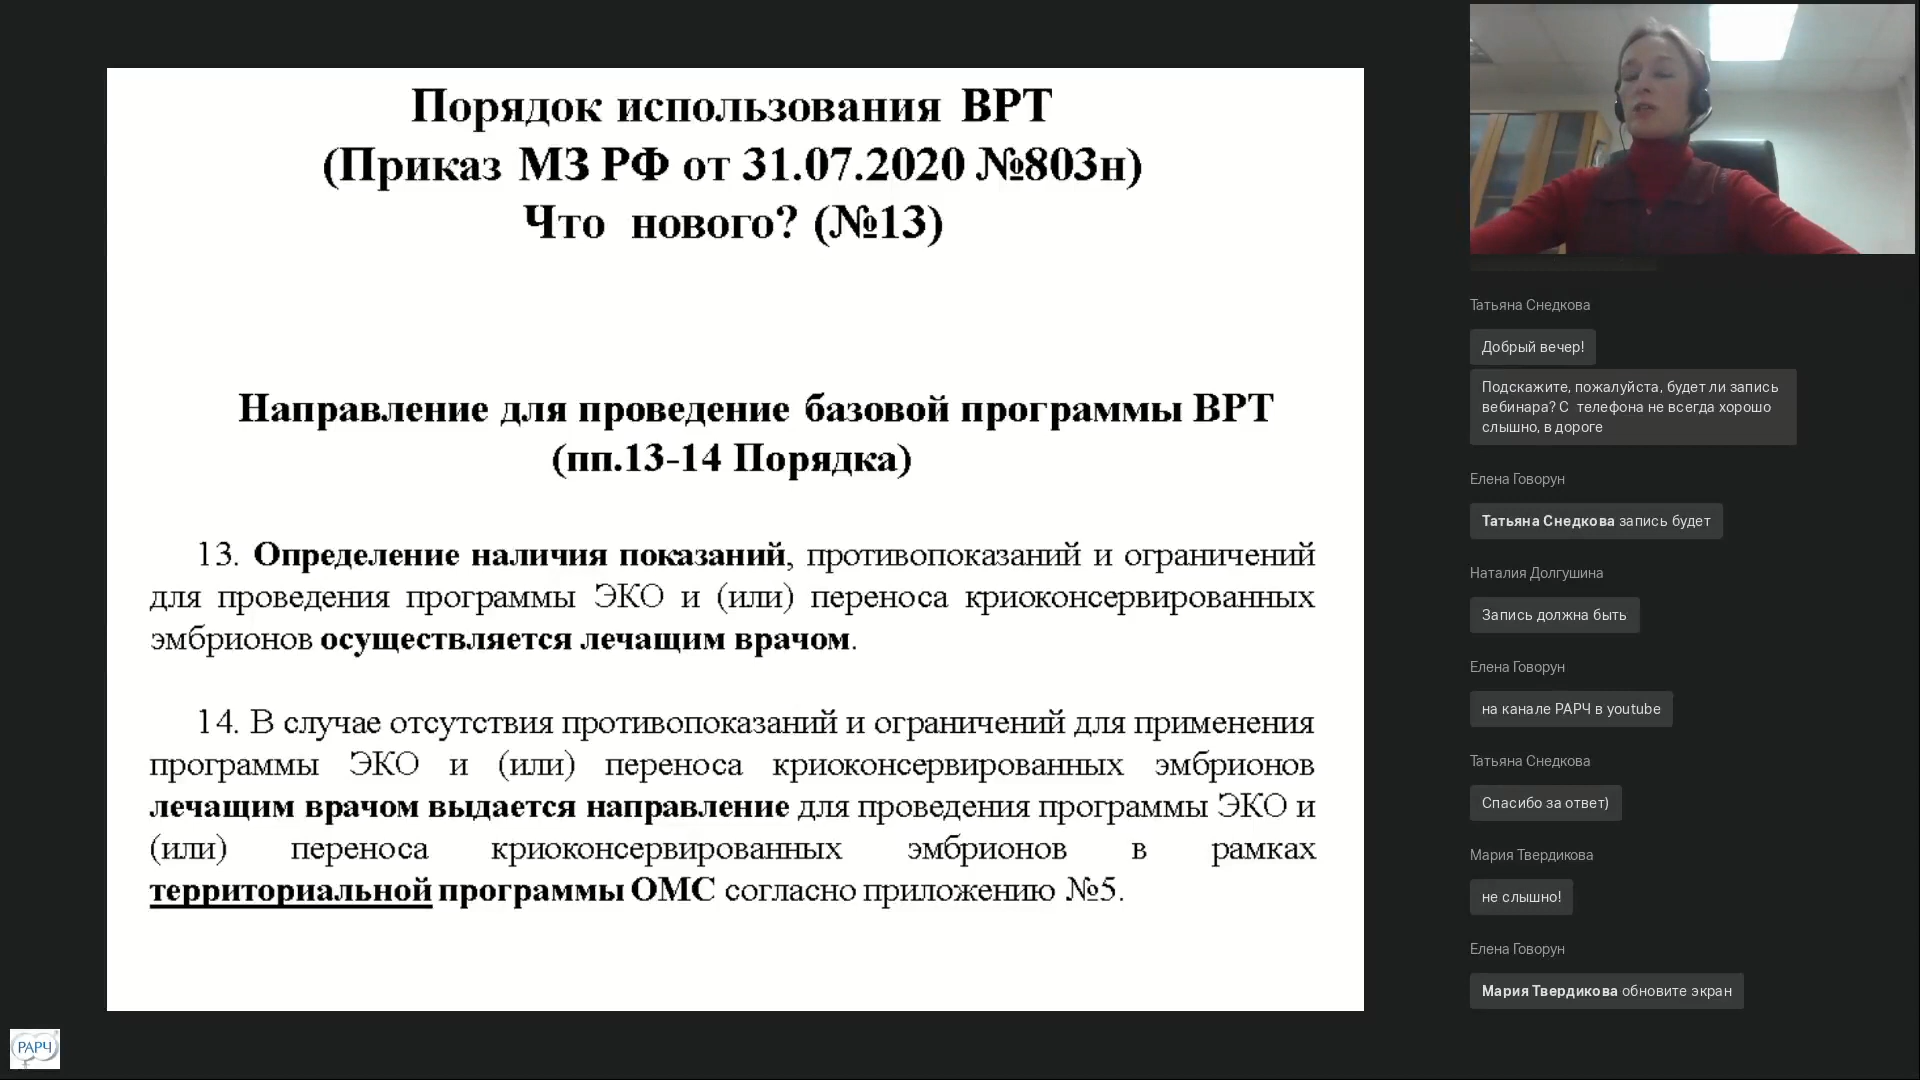 Порядок использования ВРТ
(Приказ МЗ РФ от 31.07.2020 №803н)
Что нового? (№13)
Направление для проведение базовой программы ВРТ
(пп.13-14 Порядка)
13. Определение наличия показаний, противопоказаний и ограничений
для проведения программы ЭКО и (или) переноса криоконсервированных
эмбрионов осуществляется лечащим врачом.
14. В случае отсутствия противопоказаний и ограничений для применения
программы ЭКО и (или) переноса криоконсервированных эмбрионов
лечащим врачом выдается направление для проведения программы ЭКО и
(или) переноса криоконсервированных эмбрионов в рамках
территориальной программы ОМС согласно приложению №5.
Татьяна Снедкова
Добрый вечер!
Подскажите, пожалуйста, будет ли запись
вебинара? С телефона не всегда хорошо
слышно, в дороге
Елена Говорун
Татьяна Снедкова запись будет
Наталия Долгушина
Запись должна быть
Елена Говорун
на канале РАРЧ в youtube
Татьяна Снедкова
Спасибо за ответ)
Мария Твердикова
не слышно!
Елена Говорун
Мария Твердикова обновите экран
РАРЧ